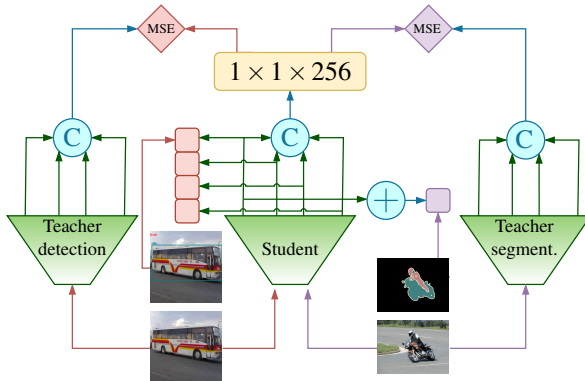 MSE
MSE
1 × 1 × 256
C
C
C
Teacher
detection
Student
Teacher
segment.